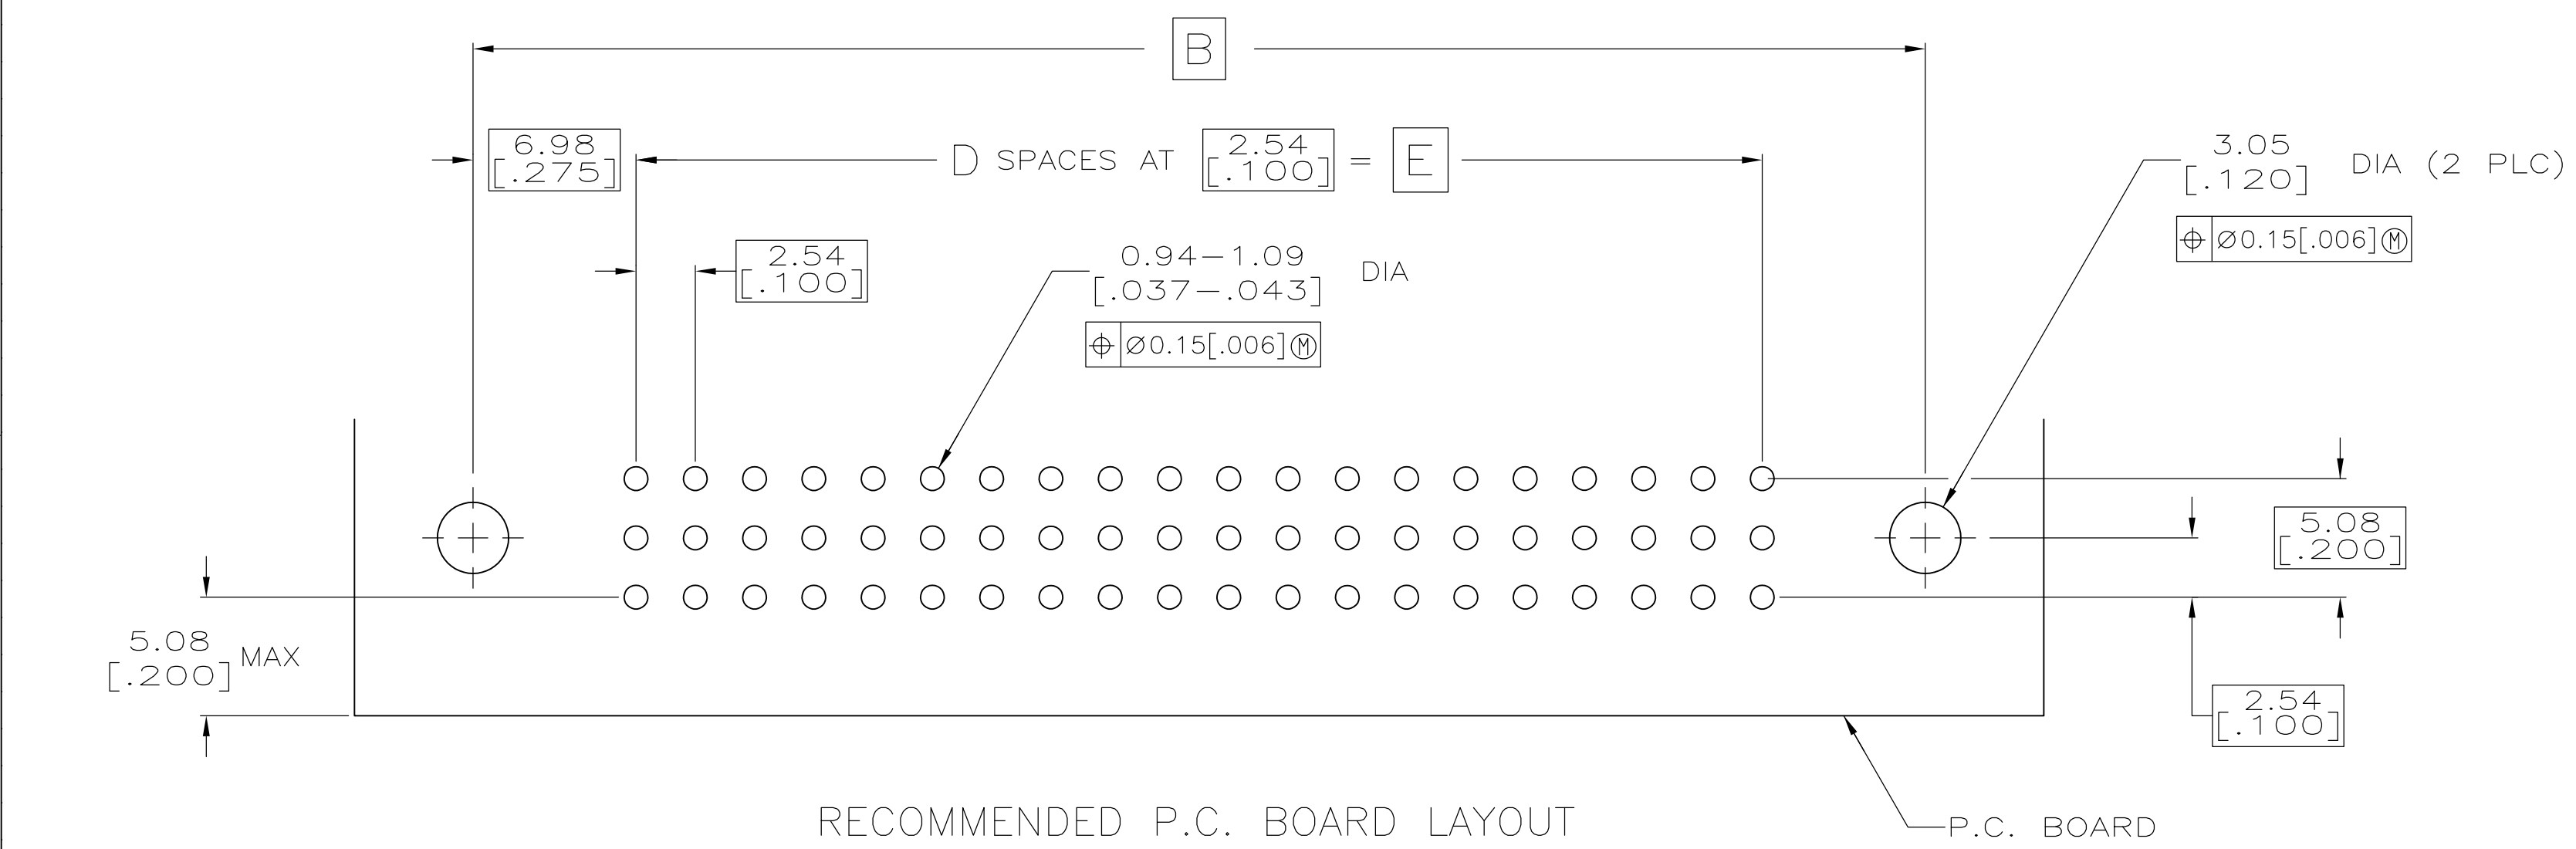 B
6.98
[.275]
D SPACES AT 2.54 [.100] = E
3.05
[.120] DIA (2 PLC)
⌖ ⌀0.15[.006]Ⓜ
2.54
[.100]
0.94-1.09
[.037-.043] DIA
⌖ ⌀0.15[.006]Ⓜ
5.08
[.200]
5.08
[.200] MAX
2.54
[.100]
RECOMMENDED P.C. BOARD LAYOUT
P.C. BOARD